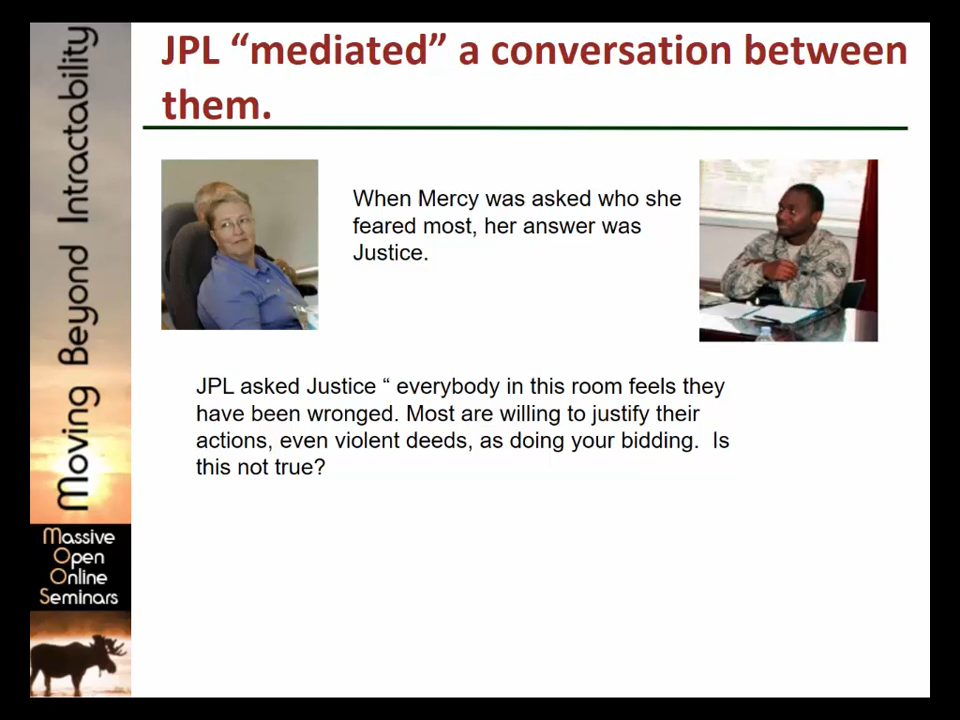 JPL “mediated” a conversation between
them.
When Mercy was asked who she
feared most, her answer was
Justice.
JPL asked Justice “ everybody in this room feels they
have been wronged. Most are willing to justify their
actions, even violent deeds, as doing your bidding.  Is
this not true?
Moving Beyond Intractability
Massive
Open
Online
Seminars